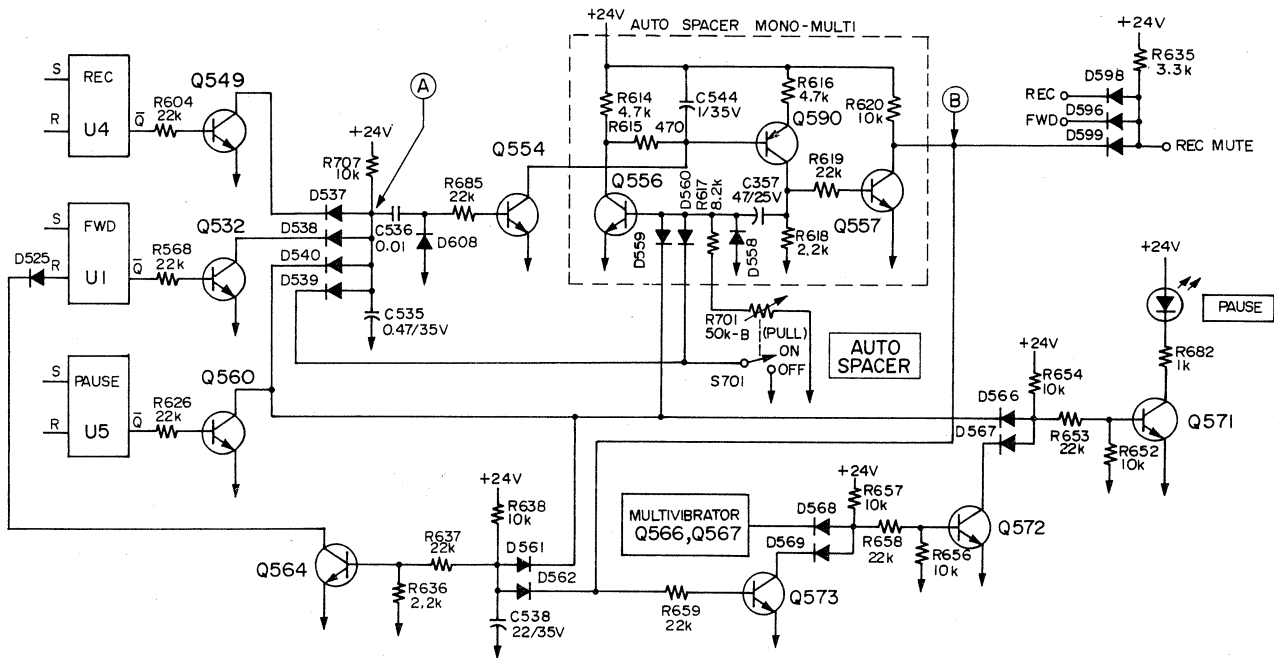 +24V
AUTO SPACER MONO-MULTI
+24V
S
REC
R
U4
Q̅
R604
22k
Q549
A
+24V
R707
10k
R614
4.7k
R615
470
C544
1/35V
R616
4.7k
Q590
R620
10k
B
R635
3.3k
D598
REC
D596
FWD
D599
REC MUTE
Q554
R685
22k
D537
C536
0.01
D608
Q556
D560
R617
8.2k
C357
47/25V
R619
22k
Q557
D559
D558
R618
2.2k
S
FWD
D525
R
U1
Q̅
R568
22k
Q532
D538
D540
D539
C535
0.47/35V
R701
50k-B
(PULL)
ON
OFF
S701
AUTO
SPACER
+24V
PAUSE
R682
1k
S
PAUSE
R
U5
Q̅
R626
22k
Q560
+24V
R654
10k
D566
D567
R653
22k
R652
10k
Q571
+24V
R638
10k
R637
22k
D561
D562
Q564
R636
2.2k
C538
22/35V
MULTIVIBRATOR
Q566,Q567
+24V
R657
10k
D568
D569
R658
22k
R656
10k
Q572
R659
22k
Q573